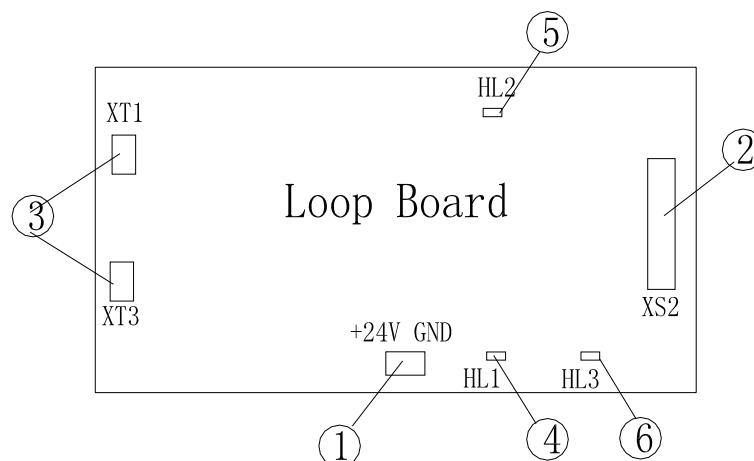 5
HL2
XT1
2
Loop Board
3
XT3
XS2
+24V GND
HL1
HL3
1
4
6